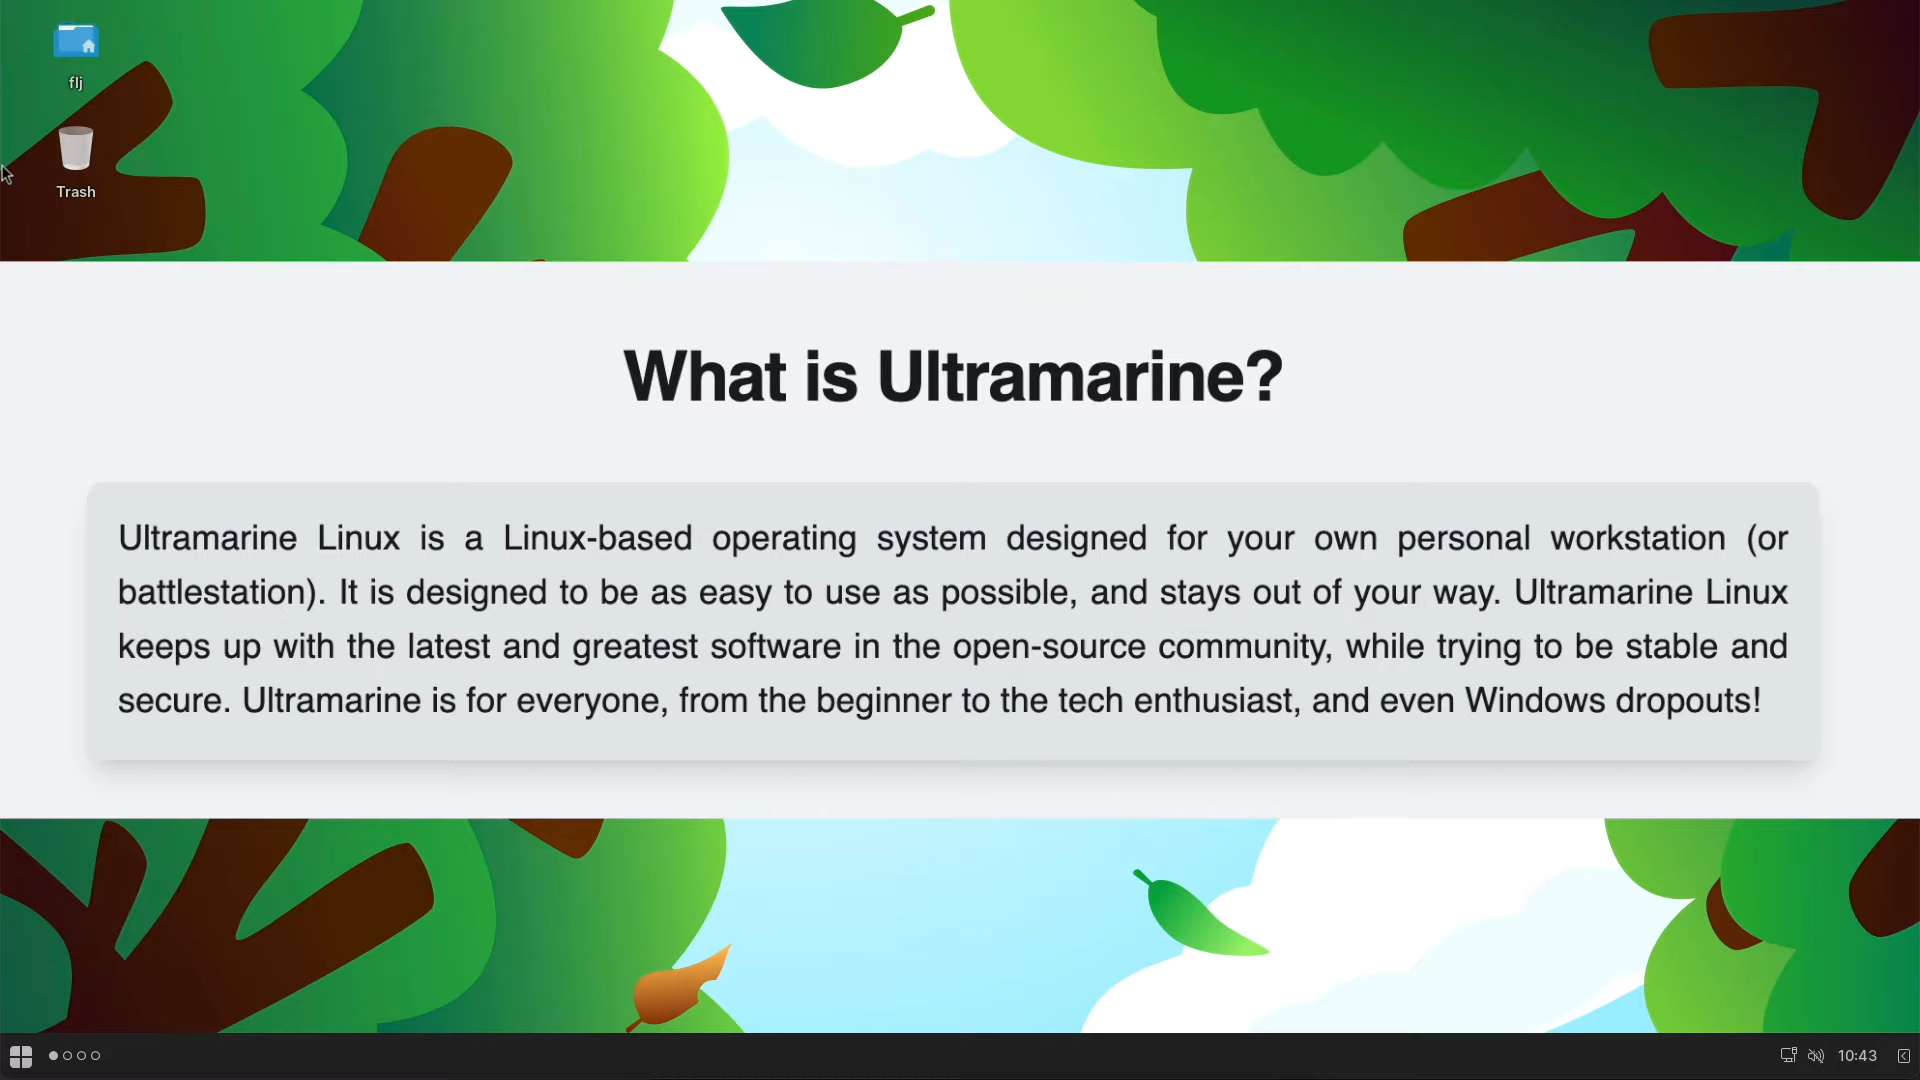 flj
Trash
What is Ultramarine?
Ultramarine Linux is a Linux-based operating system designed for your own personal workstation (or
battlestation). It is designed to be as easy to use as possible, and stays out of your way. Ultramarine Linux
keeps up with the latest and greatest software in the open-source community, while trying to be stable and
secure. Ultramarine is for everyone, from the beginner to the tech enthusiast, and even Windows dropouts!
10:43